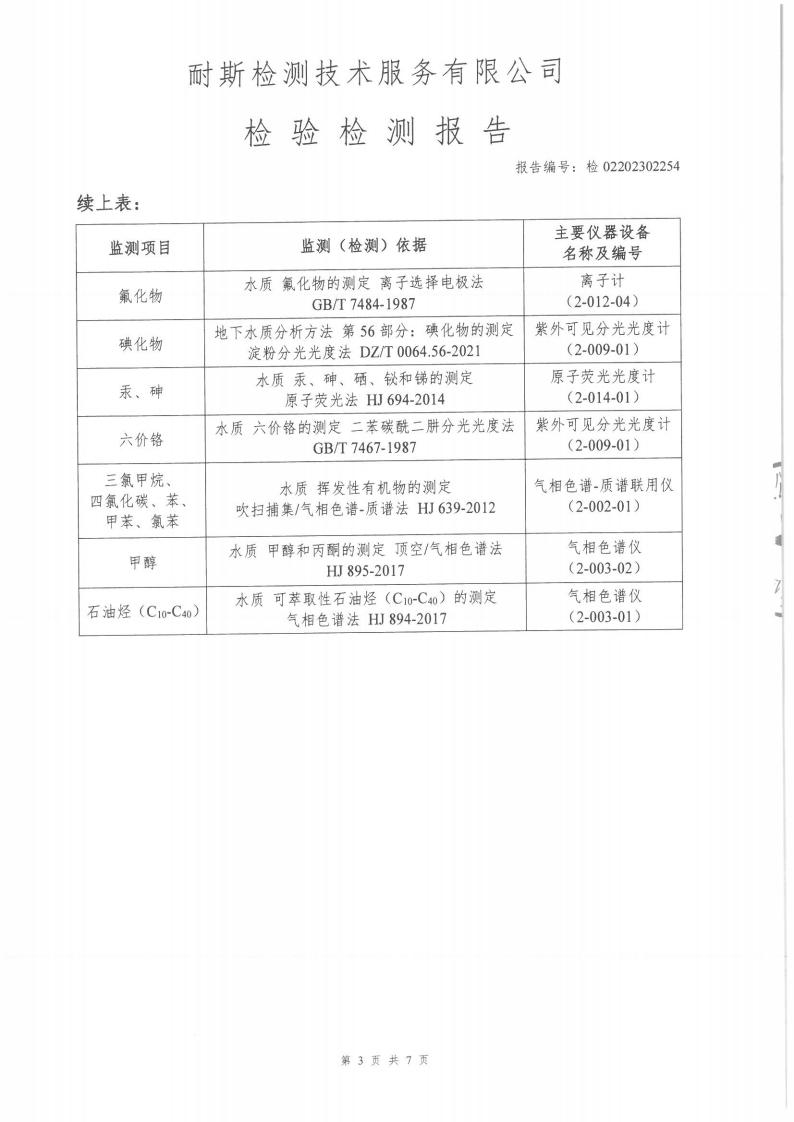 耐斯检测技术服务有限公司
检验检测报告
报告编号：检 02202302254
续上表：
监测项目
监测（检测）依据
主要仪器设备
名称及编号
氟化物
水质 氟化物的测定 离子选择电极法
GB/T 7484-1987
离子计
（2-012-04）
碘化物
地下水质分析方法 第 56 部分：碘化物的测定
淀粉分光光度法 DZ/T 0064.56-2021
紫外可见分光光度计
（2-009-01）
汞、砷
水质 汞、砷、硒、铋和锑的测定
原子荧光法 HJ 694-2014
原子荧光光度计
（2-014-01）
六价铬
水质 六价铬的测定 二苯碳酰二肼分光光度法
GB/T 7467-1987
紫外可见分光光度计
（2-009-01）
三氯甲烷、
四氯化碳、苯、
甲苯、氯苯
水质 挥发性有机物的测定
吹扫捕集/气相色谱-质谱法 HJ 639-2012
气相色谱-质谱联用仪
（2-002-01）
甲醇
水质 甲醇和丙酮的测定 顶空/气相色谱法
HJ 895-2017
气相色谱仪
（2-003-02）
石油烃（C10-C40）
水质 可萃取性石油烃（C10-C40）的测定
气相色谱法 HJ 894-2017
气相色谱仪
（2-003-01）
第 3 页 共 7 页